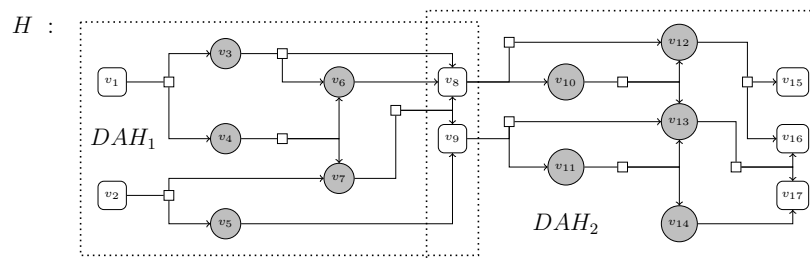 H :
v₃
v₁₂
v₁
v₆
v₈
v₁₀
v₁₅
DAH₁
v₄
v₉
v₁₃
v₁₆
v₂
v₇
v₁₁
v₁₇
v₅
DAH₂
v₁₄